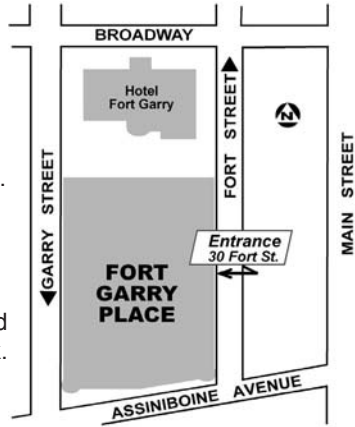 BROADWAY
Hotel
Fort Garry
FORT STREET
N
MAIN STREET
GARRY STREET
Entrance
30 Fort St.
FORT
GARRY
PLACE
ASSINIBOINE AVENUE